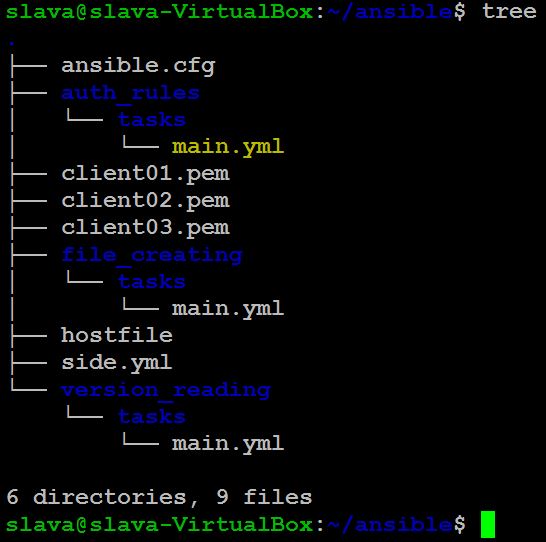 slava@slava-VirtualBox:~/ansible$ tree
.
├── ansible.cfg
├── auth_rules
│   └── tasks
│       └── main.yml
├── client01.pem
├── client02.pem
├── client03.pem
├── file_creating
│   └── tasks
│       └── main.yml
├── hostfile
├── side.yml
└── version_reading
    └── tasks
        └── main.yml

6 directories, 9 files
slava@slava-VirtualBox:~/ansible$